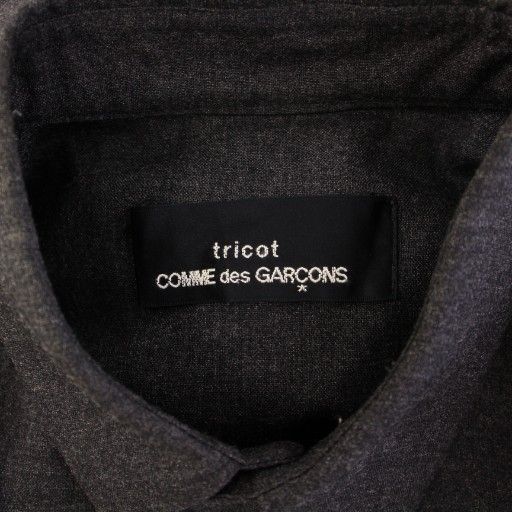 tricot
COMME des GARÇONS
*